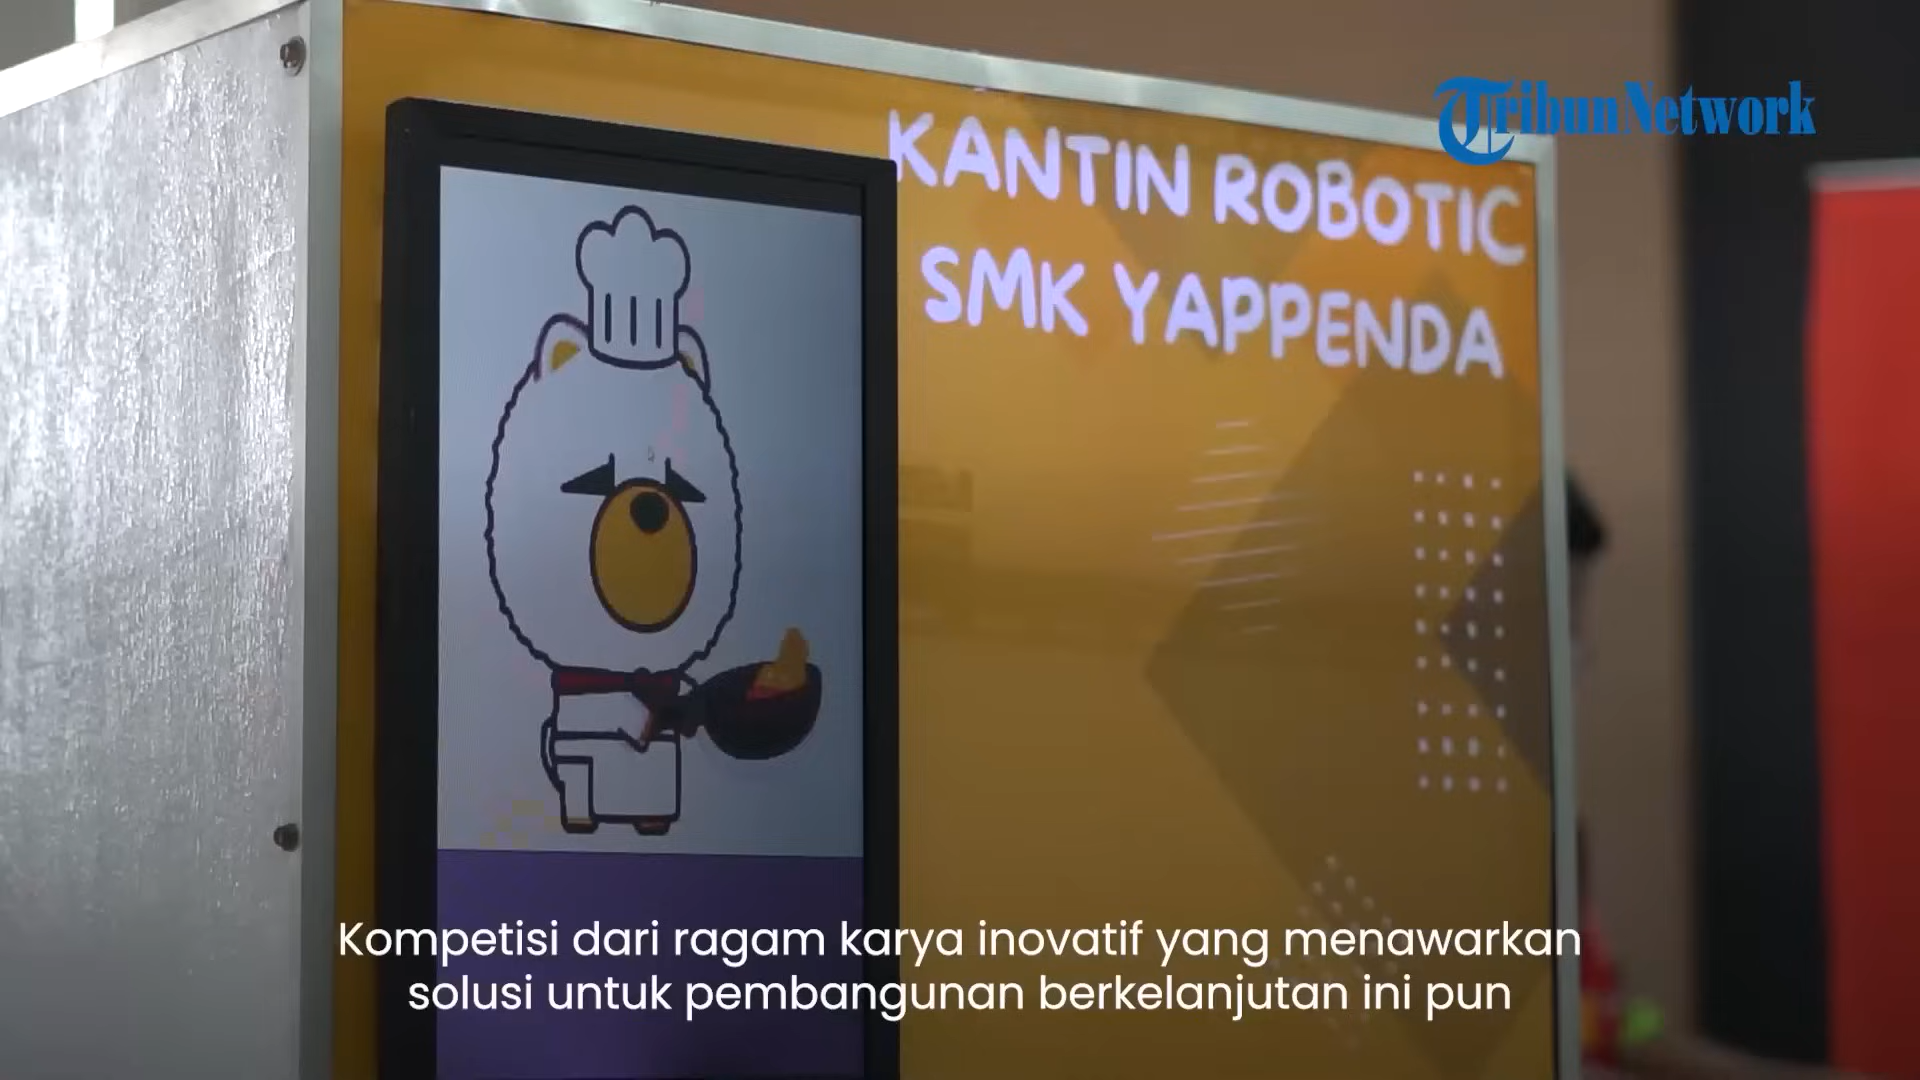 TribunNetwork
KANTIN ROBOTIC
SMK YAPPENDA
Kompetisi dari ragam karya inovatif yang menawarkan
solusi untuk pembangunan berkelanjutan ini pun